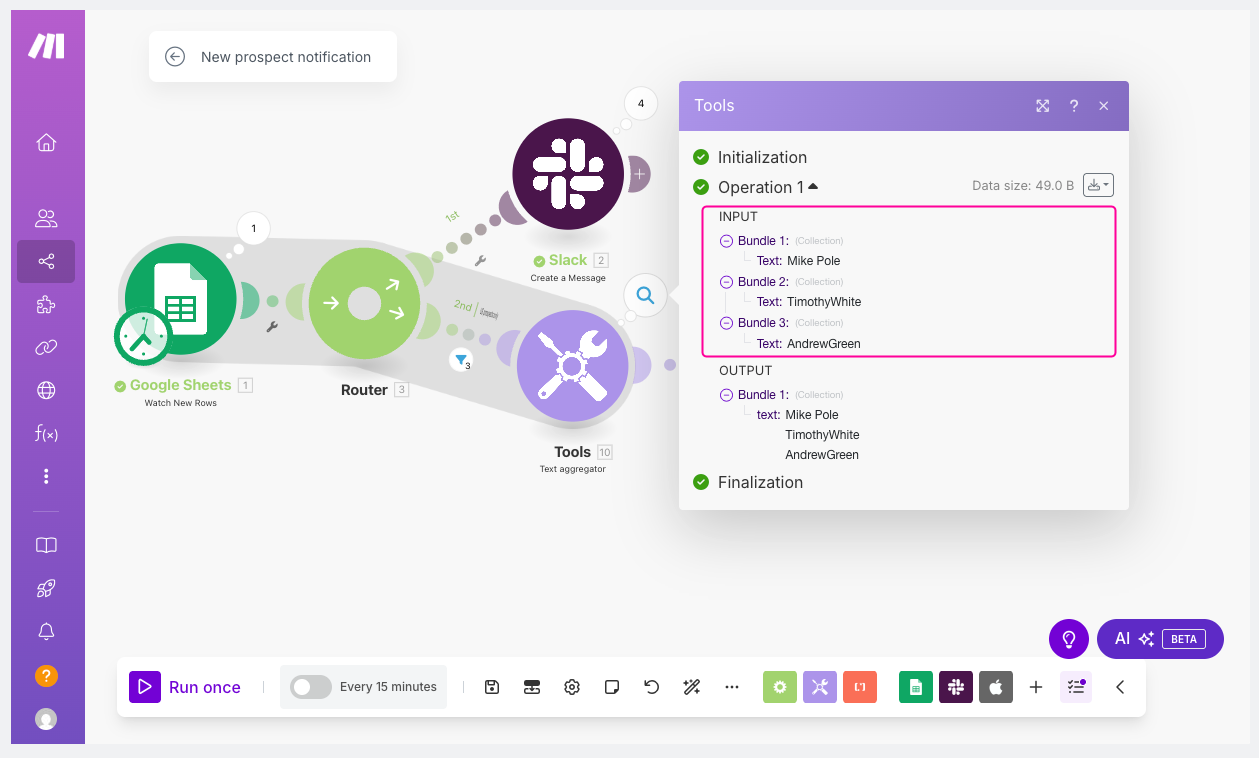 New prospect notification
4
1
1st
Slack 2
Create a Message
2nd
3
Google Sheets 1
Watch New Rows
Router 3
Tools 10
Text aggregator
Tools
?
Initialization
Operation 1
Data size: 49.0 B
INPUT
Bundle 1: (Collection)
Text: Mike Pole
Bundle 2: (Collection)
Text: TimothyWhite
Bundle 3: (Collection)
Text: AndrewGreen
OUTPUT
Bundle 1: (Collection)
text: Mike Pole
TimothyWhite
AndrewGreen
Finalization
f(x)
?
AI BETA
Run once
Every 15 minutes